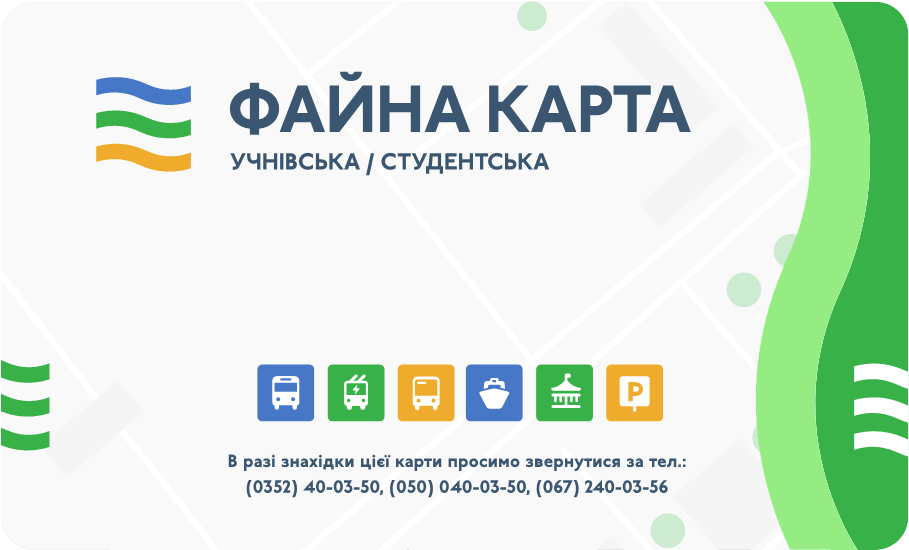 ФАЙНА КАРТА
УЧНІВСЬКА / СТУДЕНТСЬКА
P
В разі знахідки цієї карти просимо звернутися за тел.:
(0352) 40-03-50, (050) 040-03-50, (067) 240-03-56